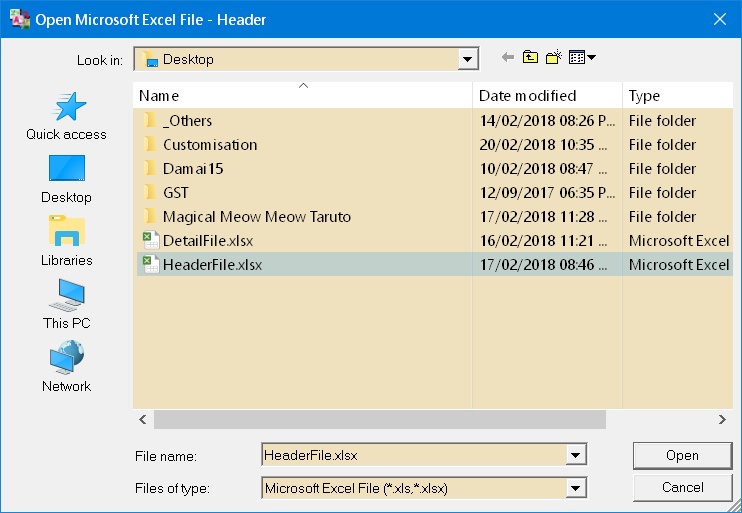 Open Microsoft Excel File - Header
Look in: Desktop
Name Date modified Type
_Others 14/02/2018 08:26 P... File folder
Customisation 20/02/2018 10:35 ... File folder
Damai15 10/02/2018 08:47 ... File folder
GST 12/09/2017 06:35 P... File folder
Magical Meow Meow Taruto 17/02/2018 11:28 ... File folder
DetailFile.xlsx 16/02/2018 11:21 ... Microsoft Excel
HeaderFile.xlsx 17/02/2018 08:46 ... Microsoft Excel
Quick access
Desktop
Libraries
This PC
Network
File name: HeaderFile.xlsx Open
Files of type: Microsoft Excel File (*.xls,*.xlsx) Cancel